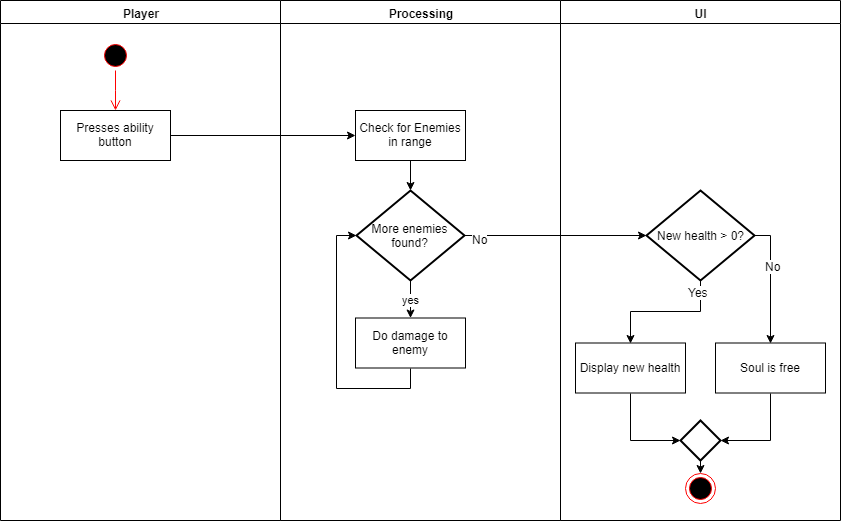 Player
Processing
UI
Presses ability
button
Check for Enemies
in range
More enemies
found?
No
New health > 0?
No
Yes
yes
Do damage to
enemy
Display new health
Soul is free